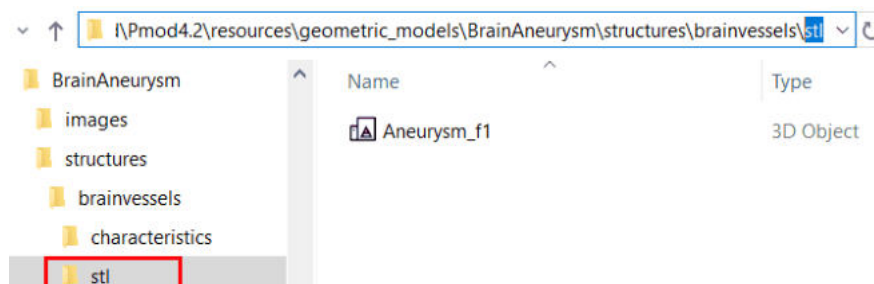 I\Pmod4.2\resources\geometric_models\BrainAneurysm\structures\brainvessels\stl
BrainAneurysm
images
structures
brainvessels
characteristics
stl
Name Type
Aneurysm_f1 3D Object